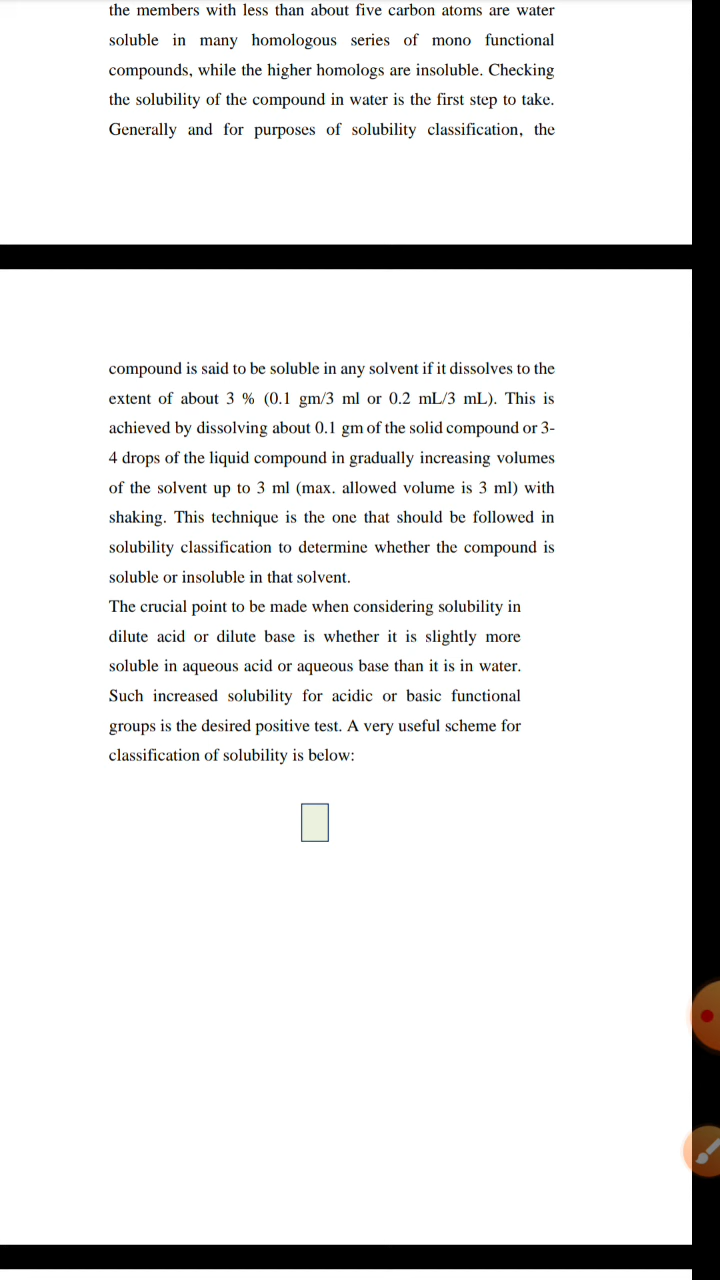 the members with less than about five carbon atoms are water
soluble in many homologous series of mono functional
compounds, while the higher homologs are insoluble. Checking
the solubility of the compound in water is the first step to take.
Generally and for purposes of solubility classification, the
compound is said to be soluble in any solvent if it dissolves to the
extent of about 3 % (0.1 gm/3 ml or 0.2 mL/3 mL). This is
achieved by dissolving about 0.1 gm of the solid compound or 3-
4 drops of the liquid compound in gradually increasing volumes
of the solvent up to 3 ml (max. allowed volume is 3 ml) with
shaking. This technique is the one that should be followed in
solubility classification to determine whether the compound is
soluble or insoluble in that solvent.
The crucial point to be made when considering solubility in
dilute acid or dilute base is whether it is slightly more
soluble in aqueous acid or aqueous base than it is in water.
Such increased solubility for acidic or basic functional
groups is the desired positive test. A very useful scheme for
classification of solubility is below: